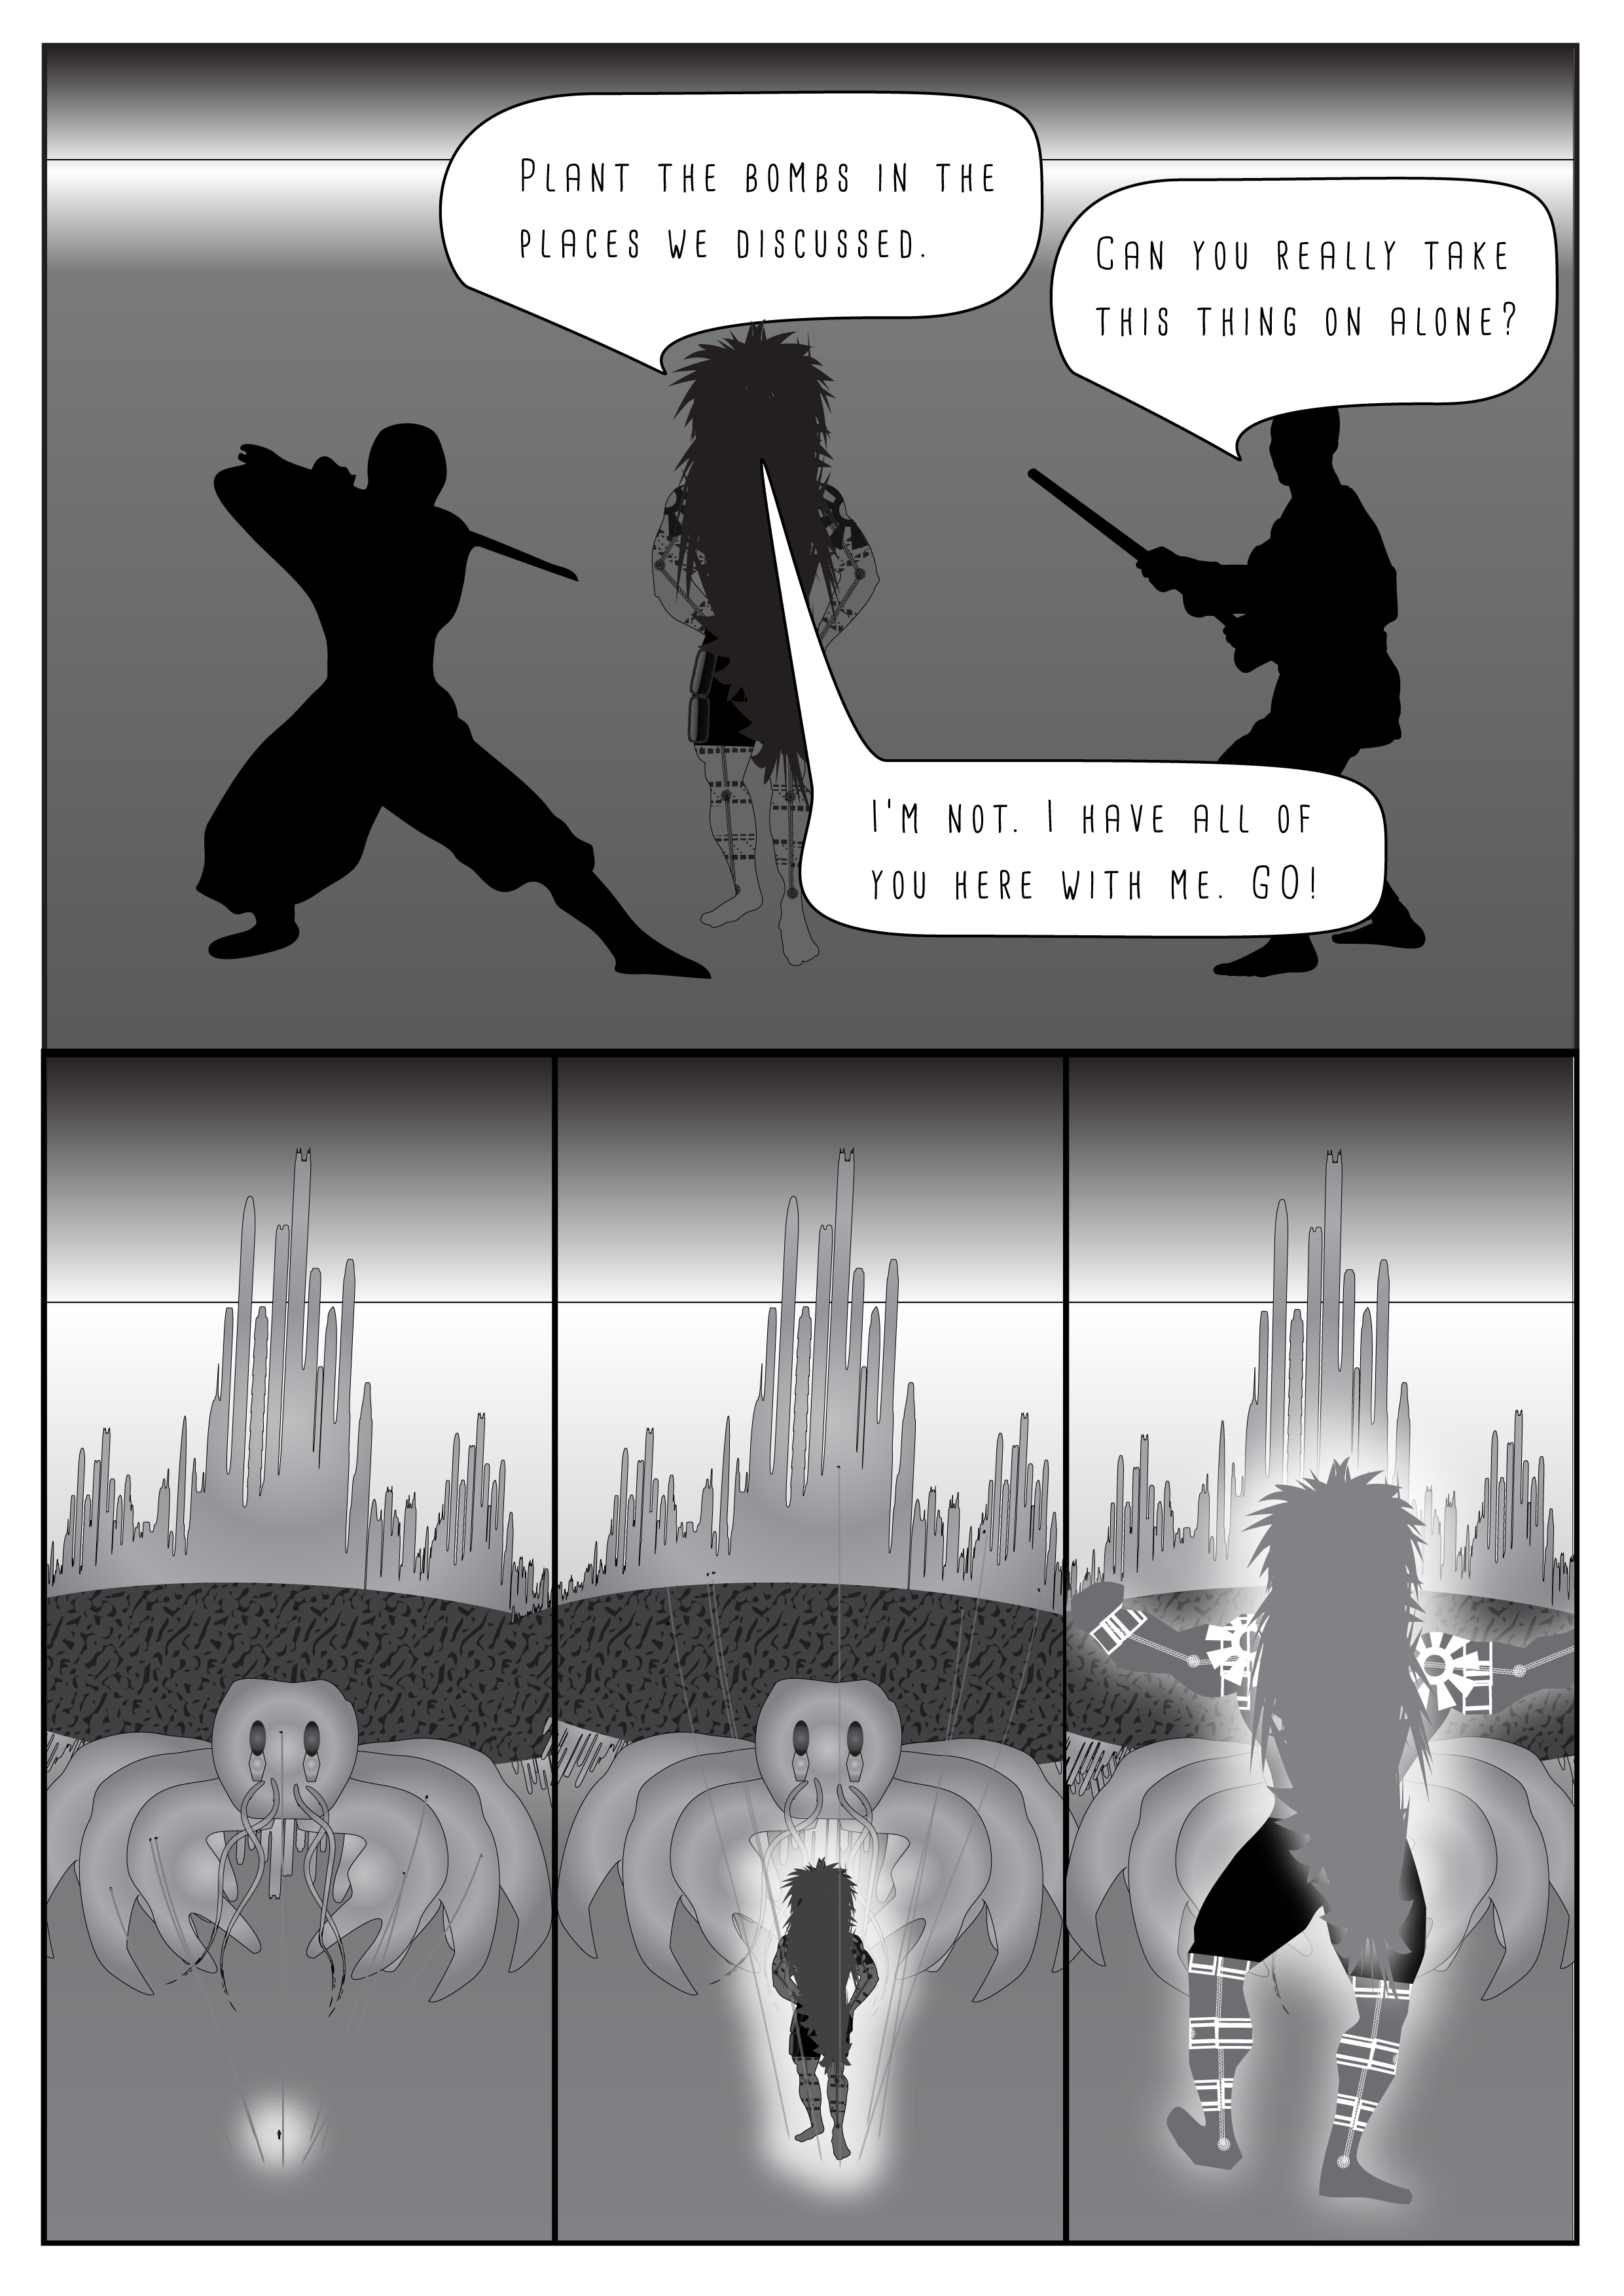 Plant the bombs in the
places we discussed.
Can you really take
this thing on alone?
I'm not. I have all of
you here with me. GO!